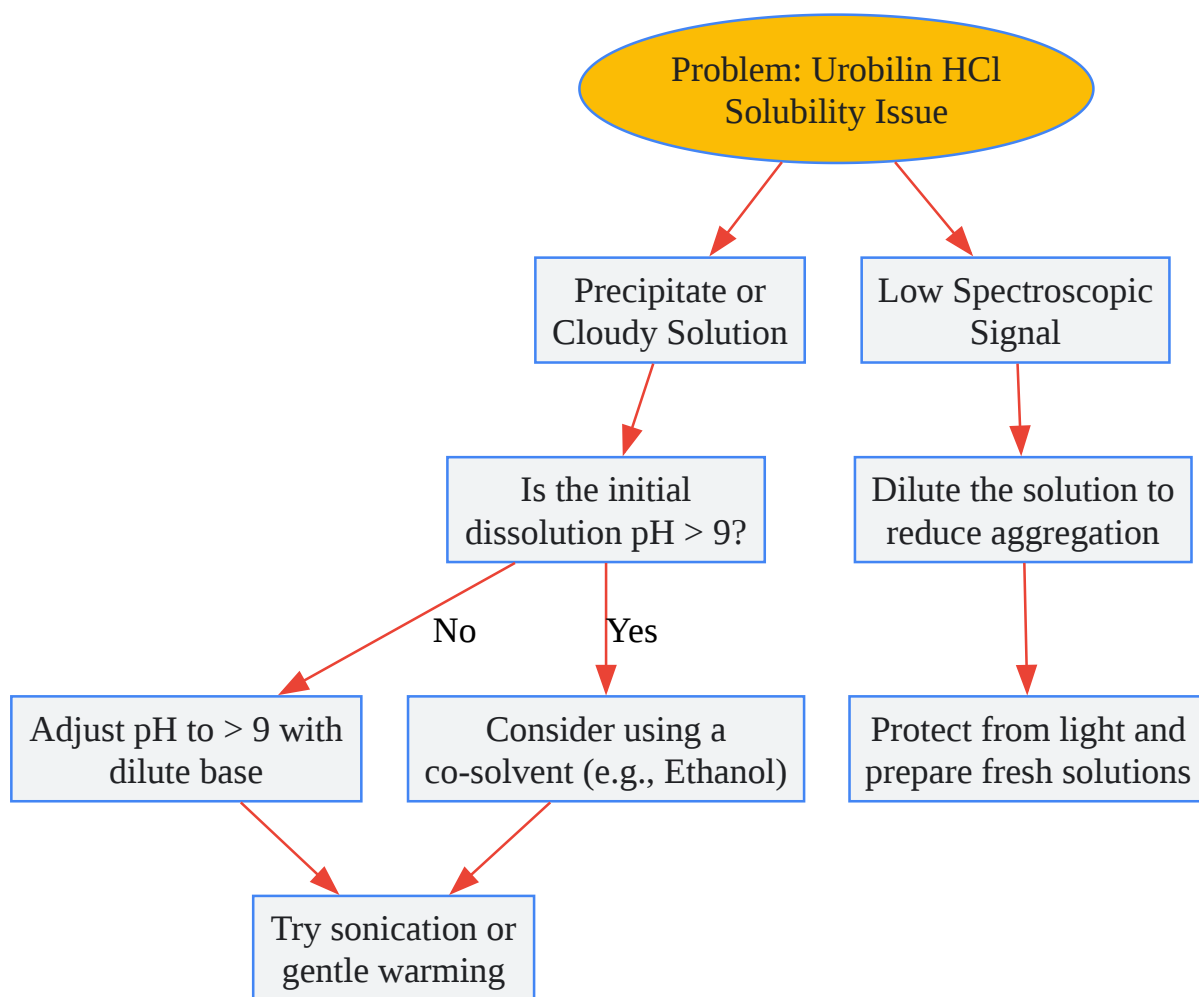 Problem: Urobilin HCl
Solubility Issue
Precipitate or
Cloudy Solution
Low Spectroscopic
Signal
Is the initial
dissolution pH > 9?
Dilute the solution to
reduce aggregation
No
Yes
Adjust pH to > 9 with
dilute base
Consider using a
co-solvent (e.g., Ethanol)
Protect from light and
prepare fresh solutions
Try sonication or
gentle warming